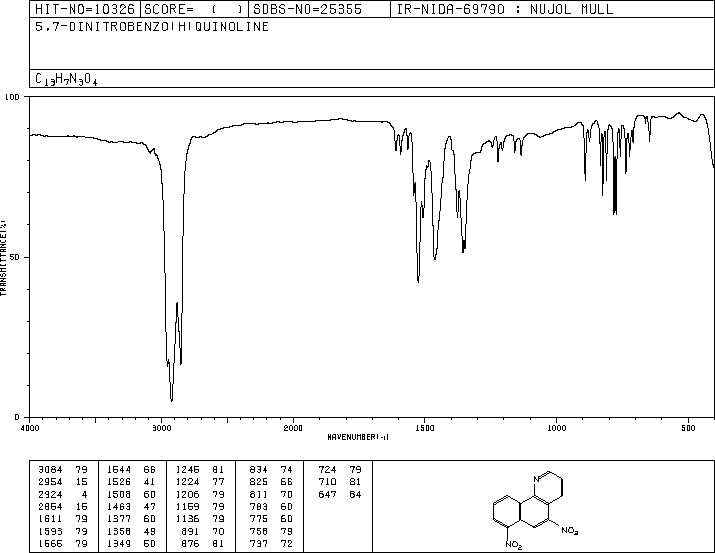 HIT-NO=10326 SCORE= ( ) SDBS-NO=25355 IR-NIDA-69790 : NUJOL MULL
5,7-DINITROBENZO(H)QUINOLINE
C13H7N3O4
100
50
0
TRANSMITTANCE(%)
4000 3000 2000 1500 1000 500
WAVENUMBER(-1)
3084 79 1544 66 1246 81 834 74 724 79
2954 15 1526 41 1224 77 825 66 710 81
2924 4 1508 60 1206 79 811 70 647 84
2854 16 1463 47 1159 79 783 60
1611 79 1377 60 1136 79 775 60
1593 79 1358 49 891 70 758 79
1566 79 1349 50 876 81 737 72
N
NO2
NO2